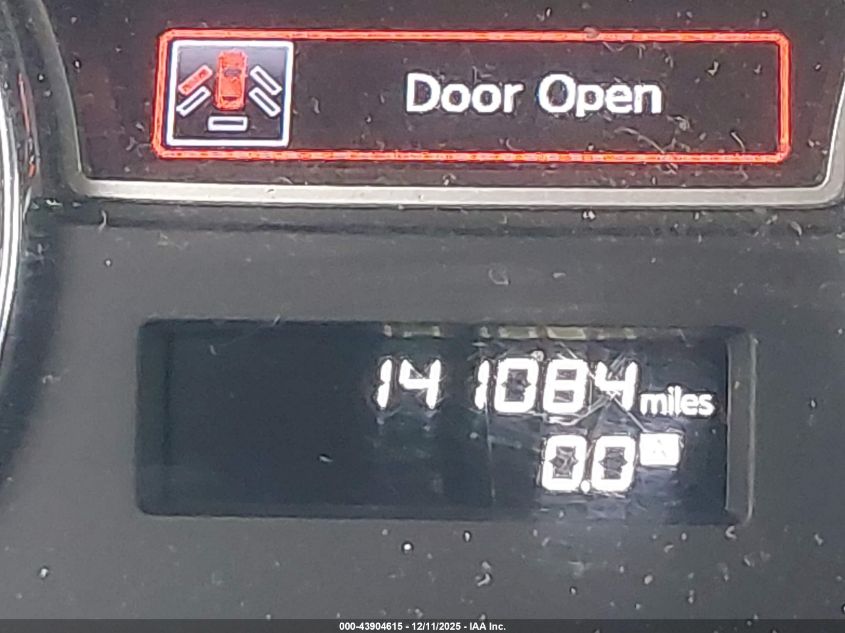 Door Open
141084 miles
0.0 A
000-43904615 - 12/11/2025 - IAA Inc.